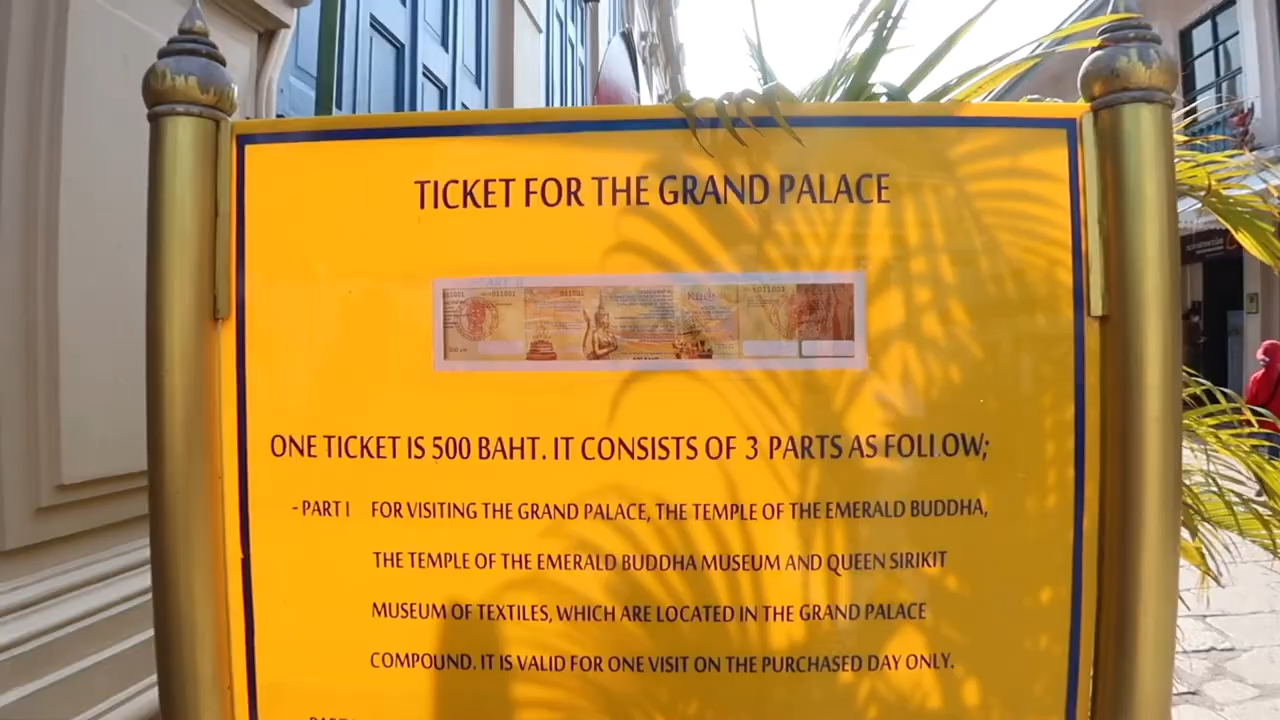 TICKET FOR THE GRAND PALACE
011001
011001
011001
ONE TICKET IS 500 BAHT. IT CONSISTS OF 3 PARTS AS FOLLOW;
- PART I FOR VISITING THE GRAND PALACE, THE TEMPLE OF THE EMERALD BUDDHA,
THE TEMPLE OF THE EMERALD BUDDHA MUSEUM AND QUEEN SIRIKIT
MUSEUM OF TEXTILES, WHICH ARE LOCATED IN THE GRAND PALACE
COMPOUND. IT IS VALID FOR ONE VISIT ON THE PURCHASED DAY ONLY.